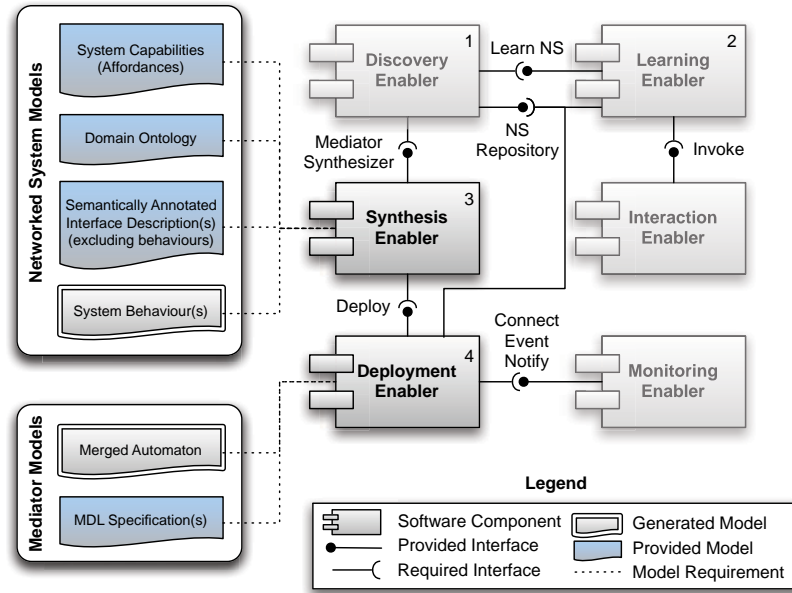 Networked System Models
System Capabilities
(Affordances)
Domain Ontology
Semantically Annotated
Interface Description(s)
(excluding behaviours)
System Behaviour(s)
1
Discovery
Enabler
Learn NS
2
Learning
Enabler
NS
Repository
Mediator
Synthesizer
Invoke
3
Synthesis
Enabler
Interaction
Enabler
Deploy
4
Deployment
Enabler
Connect
Event
Notify
Monitoring
Enabler
Mediator Models
Merged Automaton
MDL Specification(s)
Legend
Software Component
Provided Interface
Required Interface
Generated Model
Provided Model
Model Requirement